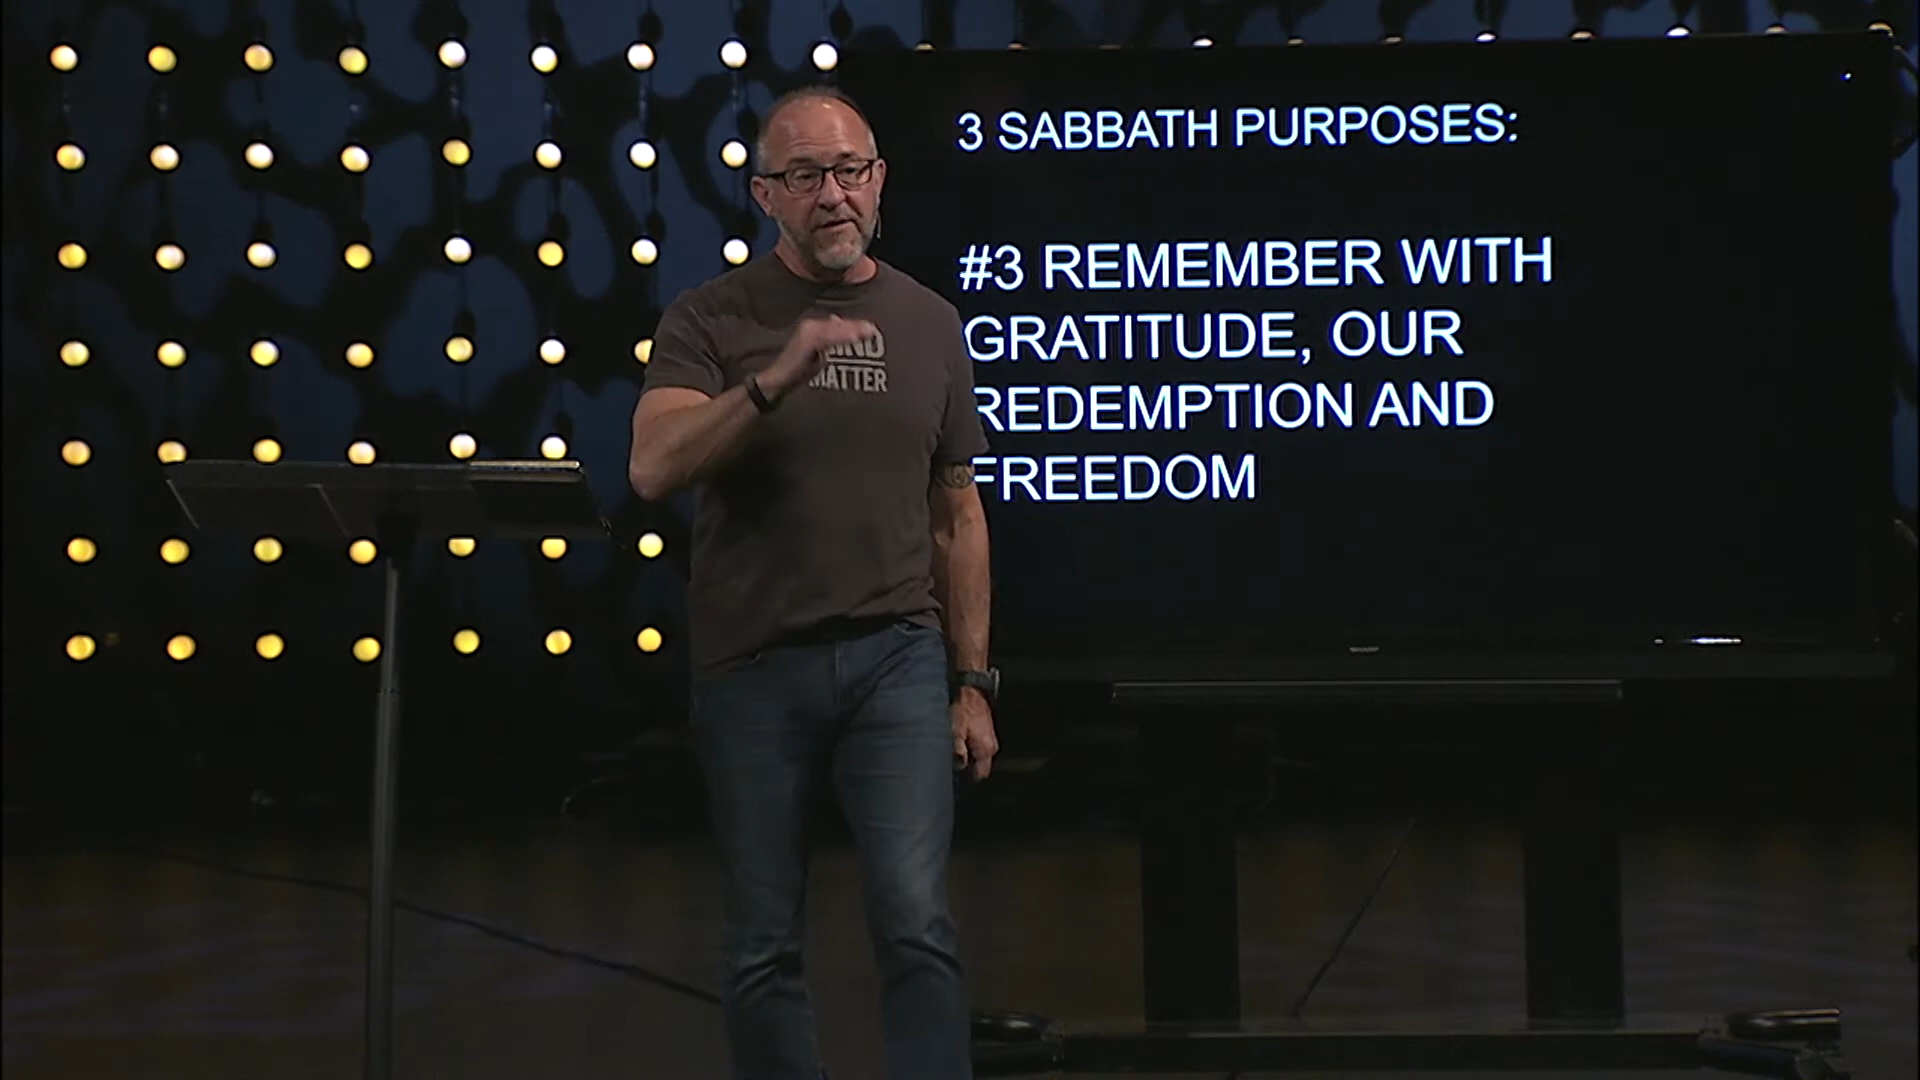 3 SABBATH PURPOSES:
#3 REMEMBER WITH
GRATITUDE, OUR
REDEMPTION AND
FREEDOM
MATTER